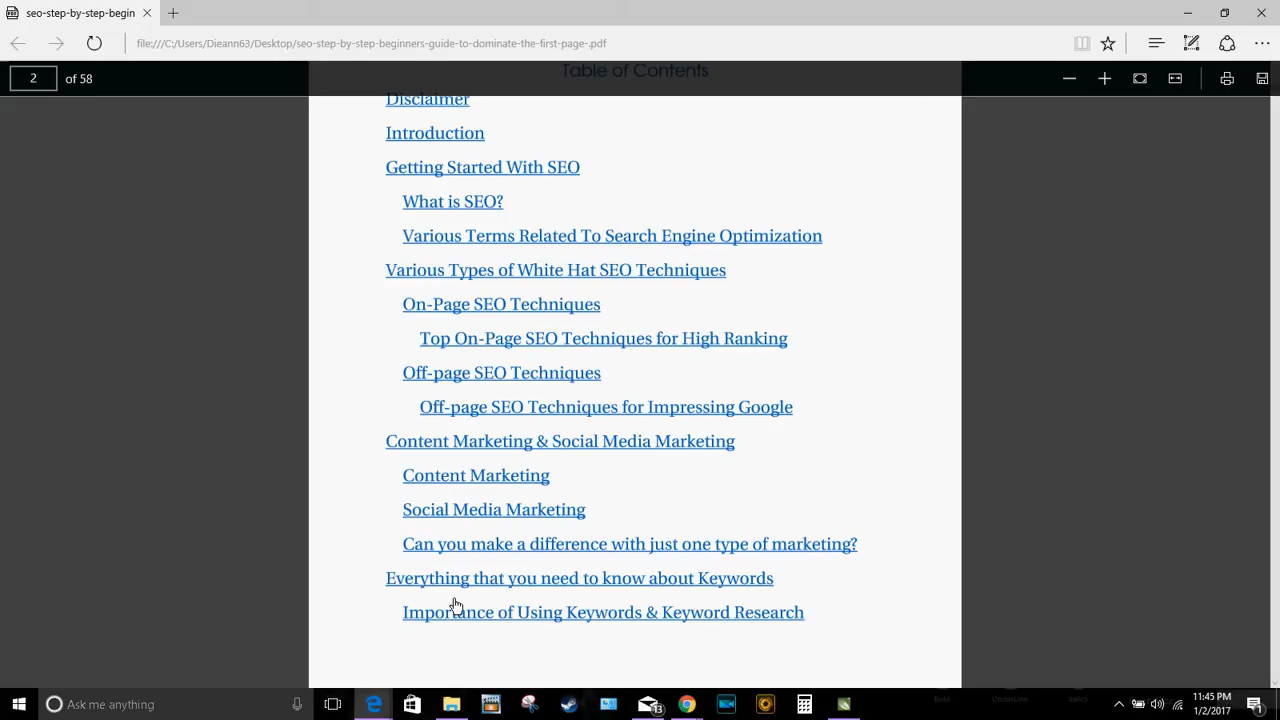 seo-step-by-step-begin
file:///C:/Users/Dieann63/Desktop/seo-step-by-step-beginners-guide-to-dominate-the-first-page-.pdf
2 of 58
Table of Contents
Disclaimer
Introduction
Getting Started With SEO
What is SEO?
Various Terms Related To Search Engine Optimization
Various Types of White Hat SEO Techniques
On-Page SEO Techniques
Top On-Page SEO Techniques for High Ranking
Off-page SEO Techniques
Off-page SEO Techniques for Impressing Google
Content Marketing & Social Media Marketing
Content Marketing
Social Media Marketing
Can you make a difference with just one type of marketing?
Everything that you need to know about Keywords
Importance of Using Keywords & Keyword Research
Ask me anything
13
Bold
UnderLine
Italics
11:45 PM
1/2/2017